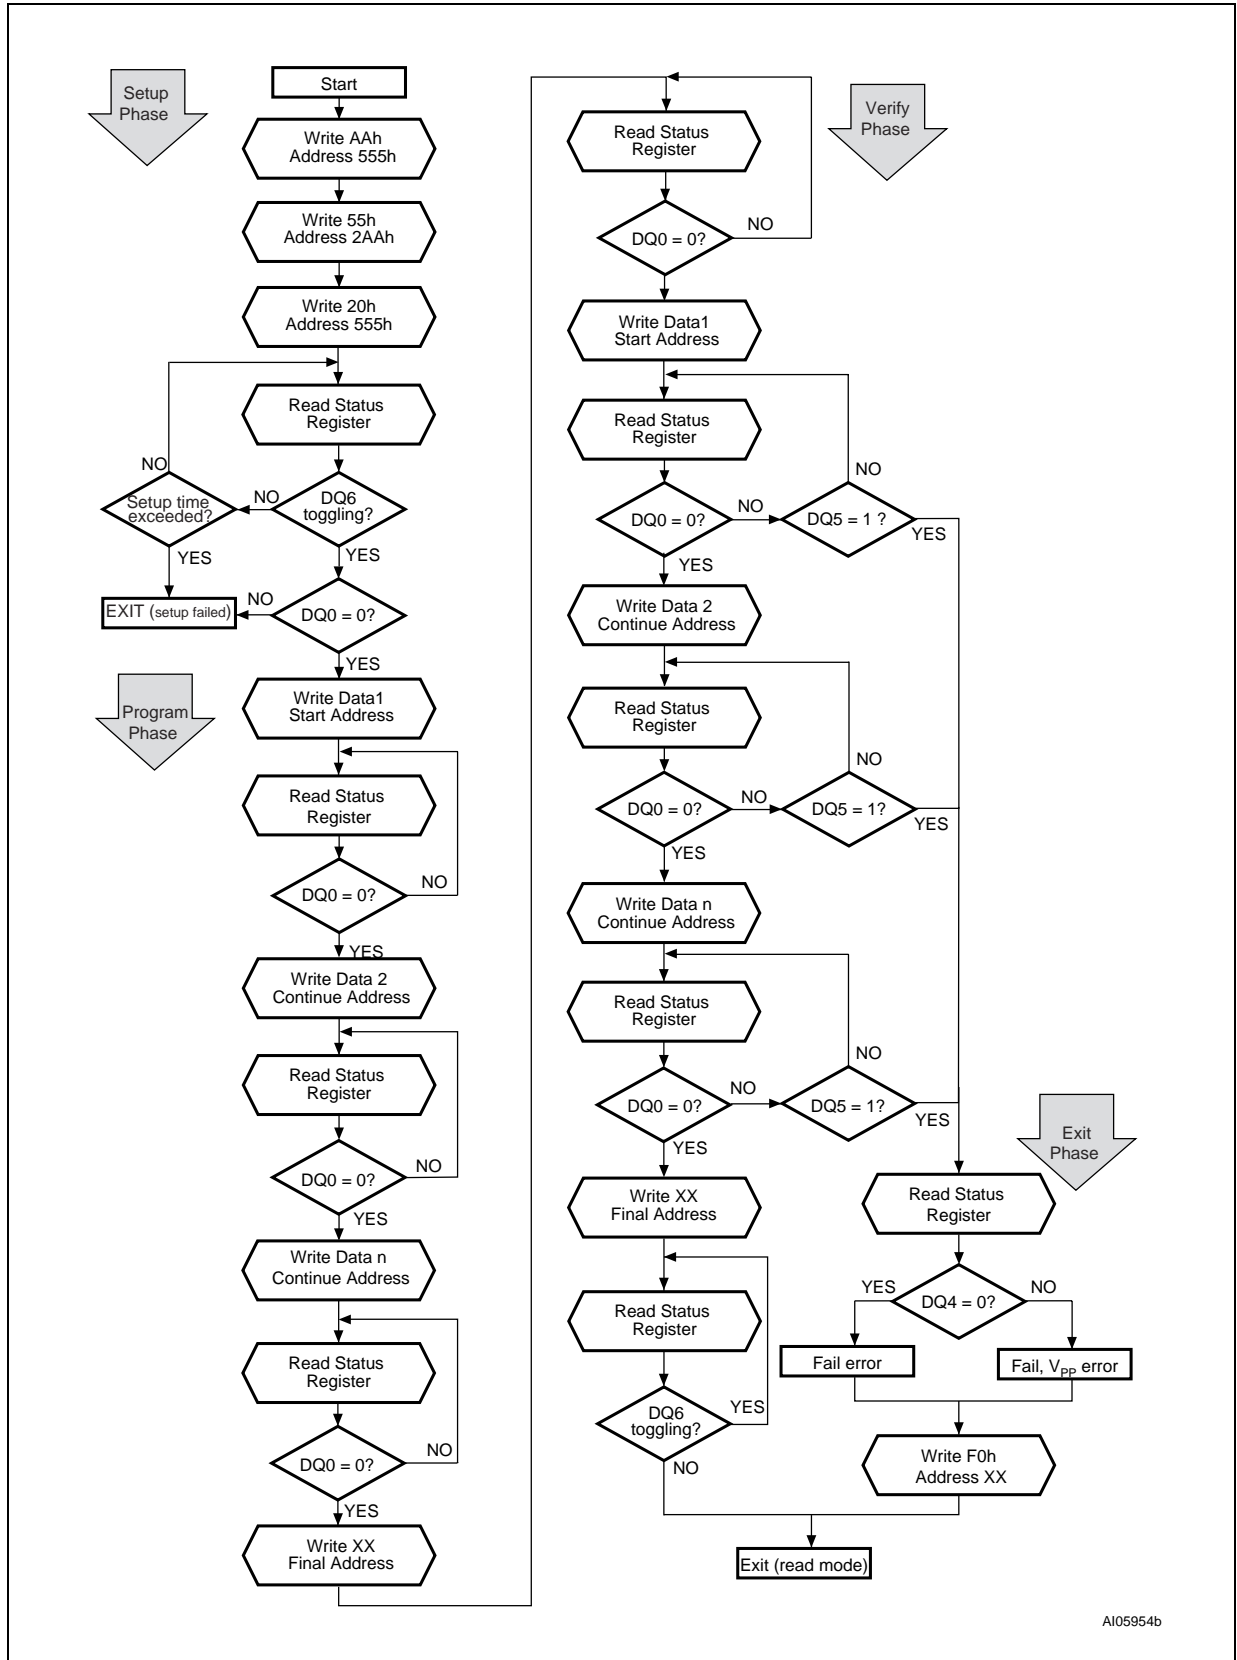 Setup
Phase
Start
Write AAh
Address 555h
Write 55h
Address 2AAh
Write 20h
Address 555h
Read Status
Register
NO
Setup time
exceeded?
NO
DQ6
toggling?
YES
YES
EXIT (setup failed)
NO
DQ0 = 0?
YES
Program
Phase
Write Data1
Start Address
Read Status
Register
DQ0 = 0?
NO
YES
Write Data 2
Continue Address
Read Status
Register
DQ0 = 0?
NO
YES
Write Data n
Continue Address
Read Status
Register
DQ0 = 0?
NO
YES
Write XX
Final Address
Verify
Phase
Read Status
Register
DQ0 = 0?
NO
Write Data1
Start Address
Read Status
Register
NO
DQ0 = 0?
NO
DQ5 = 1 ?
YES
YES
Write Data 2
Continue Address
Read Status
Register
NO
DQ0 = 0?
NO
DQ5 = 1?
YES
YES
Write Data n
Continue Address
Read Status
Register
NO
DQ0 = 0?
NO
DQ5 = 1?
YES
YES
Write XX
Final Address
Read Status
Register
DQ6
toggling?
YES
NO
Exit
Phase
Read Status
Register
YES
DQ4 = 0?
NO
Fail error
Fail, VPP error
Write F0h
Address XX
Exit (read mode)
AI05954b